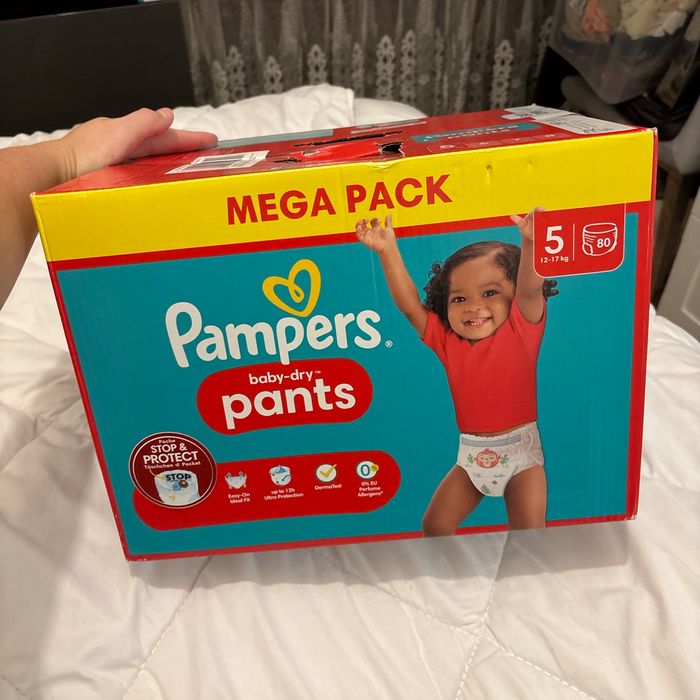 MEGA PACK
5
12-17 kg
80
Pampers®
baby-dry™
pants
Poche
STOP &
PROTECT
Täschchen Pocket
STOP
Easy-On
Ideal Fit
up to 12h
Ultra Protection
DermaTest
0
0% EU
Perfume
Allergens*